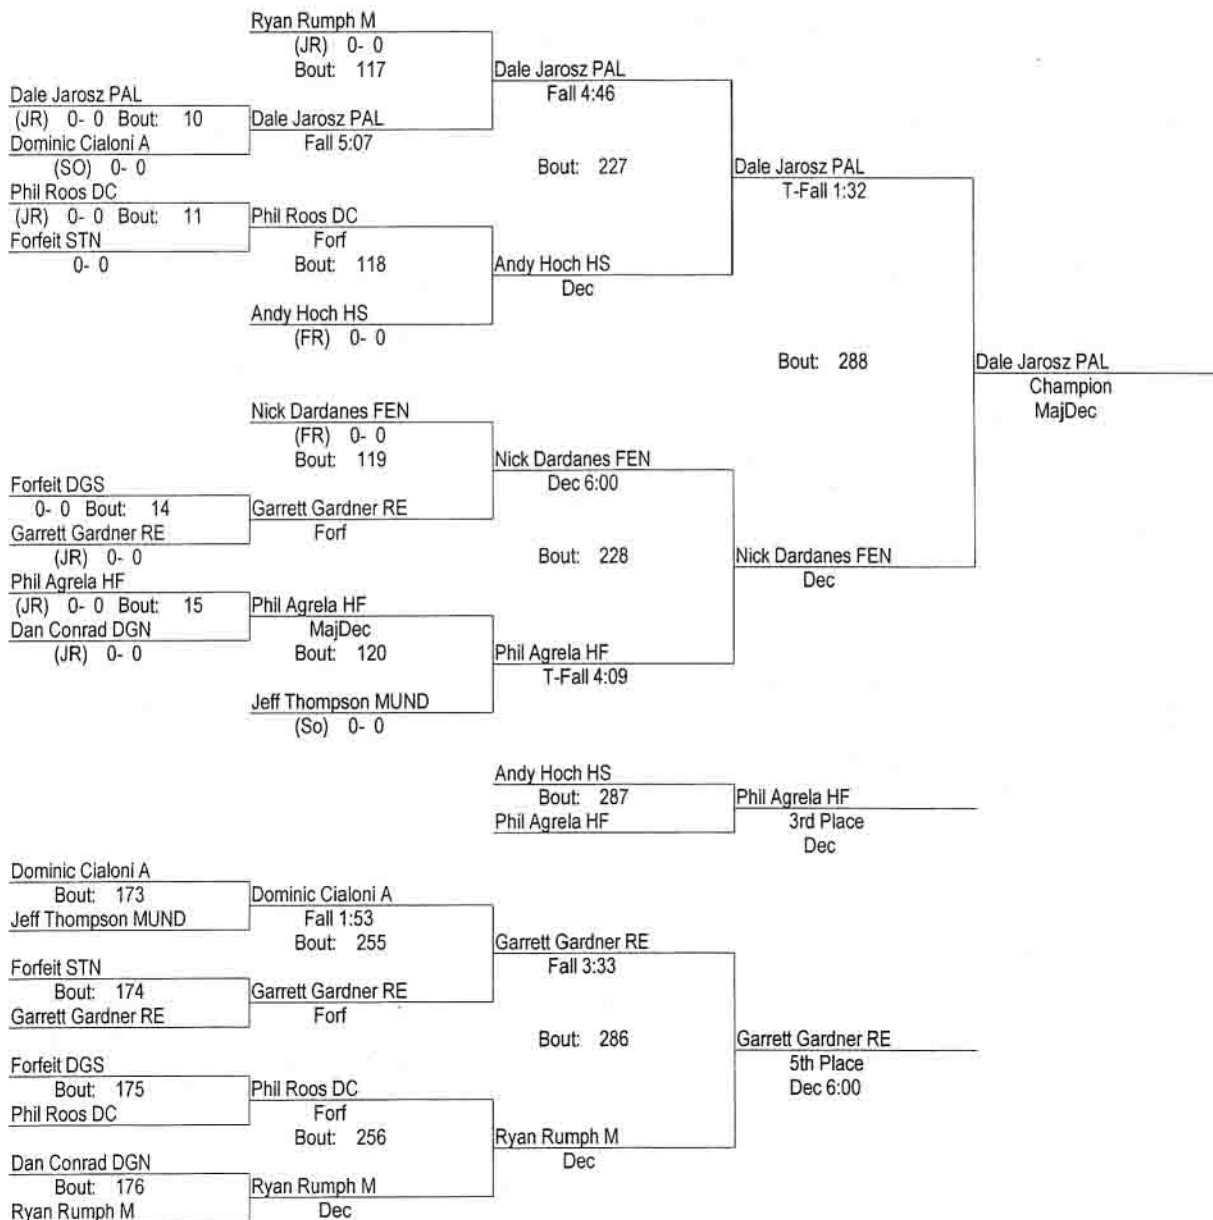 Ryan Rumph M
(JR) 0- 0
Bout: 117
Dale Jarosz PAL
Fall 4:46
Dale Jarosz PAL
(JR) 0- 0 Bout: 10
Dale Jarosz PAL
Fall 5:07
Dominic Cialoni A
(SO) 0- 0
Bout: 227
Dale Jarosz PAL
T-Fall 1:32
Phil Roos DC
(JR) 0- 0 Bout: 11
Phil Roos DC
Forf
Forfeit STN
0- 0
Bout: 118
Andy Hoch HS
Dec
Andy Hoch HS
(FR) 0- 0
Bout: 288
Dale Jarosz PAL
Champion
MajDec
Nick Dardanes FEN
(FR) 0- 0
Bout: 119
Nick Dardanes FEN
Dec 6:00
Forfeit DGS
0- 0 Bout: 14
Garrett Gardner RE
Forf
Garrett Gardner RE
(JR) 0- 0
Bout: 228
Nick Dardanes FEN
Dec
Phil Agrela HF
(JR) 0- 0 Bout: 15
Phil Agrela HF
MajDec
Dan Conrad DGN
(JR) 0- 0
Bout: 120
Phil Agrela HF
T-Fall 4:09
Jeff Thompson MUND
(So) 0- 0
Andy Hoch HS
Bout: 287
Phil Agrela HF
Phil Agrela HF
3rd Place
Dec
Dominic Cialoni A
Bout: 173
Jeff Thompson MUND
Dominic Cialoni A
Fall 1:53
Bout: 255
Garrett Gardner RE
Fall 3:33
Forfeit STN
Bout: 174
Garrett Gardner RE
Garrett Gardner RE
Forf
Bout: 286
Garrett Gardner RE
5th Place
Dec 6:00
Forfeit DGS
Bout: 175
Phil Roos DC
Phil Roos DC
Forf
Bout: 256
Ryan Rumph M
Dec
Dan Conrad DGN
Bout: 176
Ryan Rumph M
Ryan Rumph M
Dec